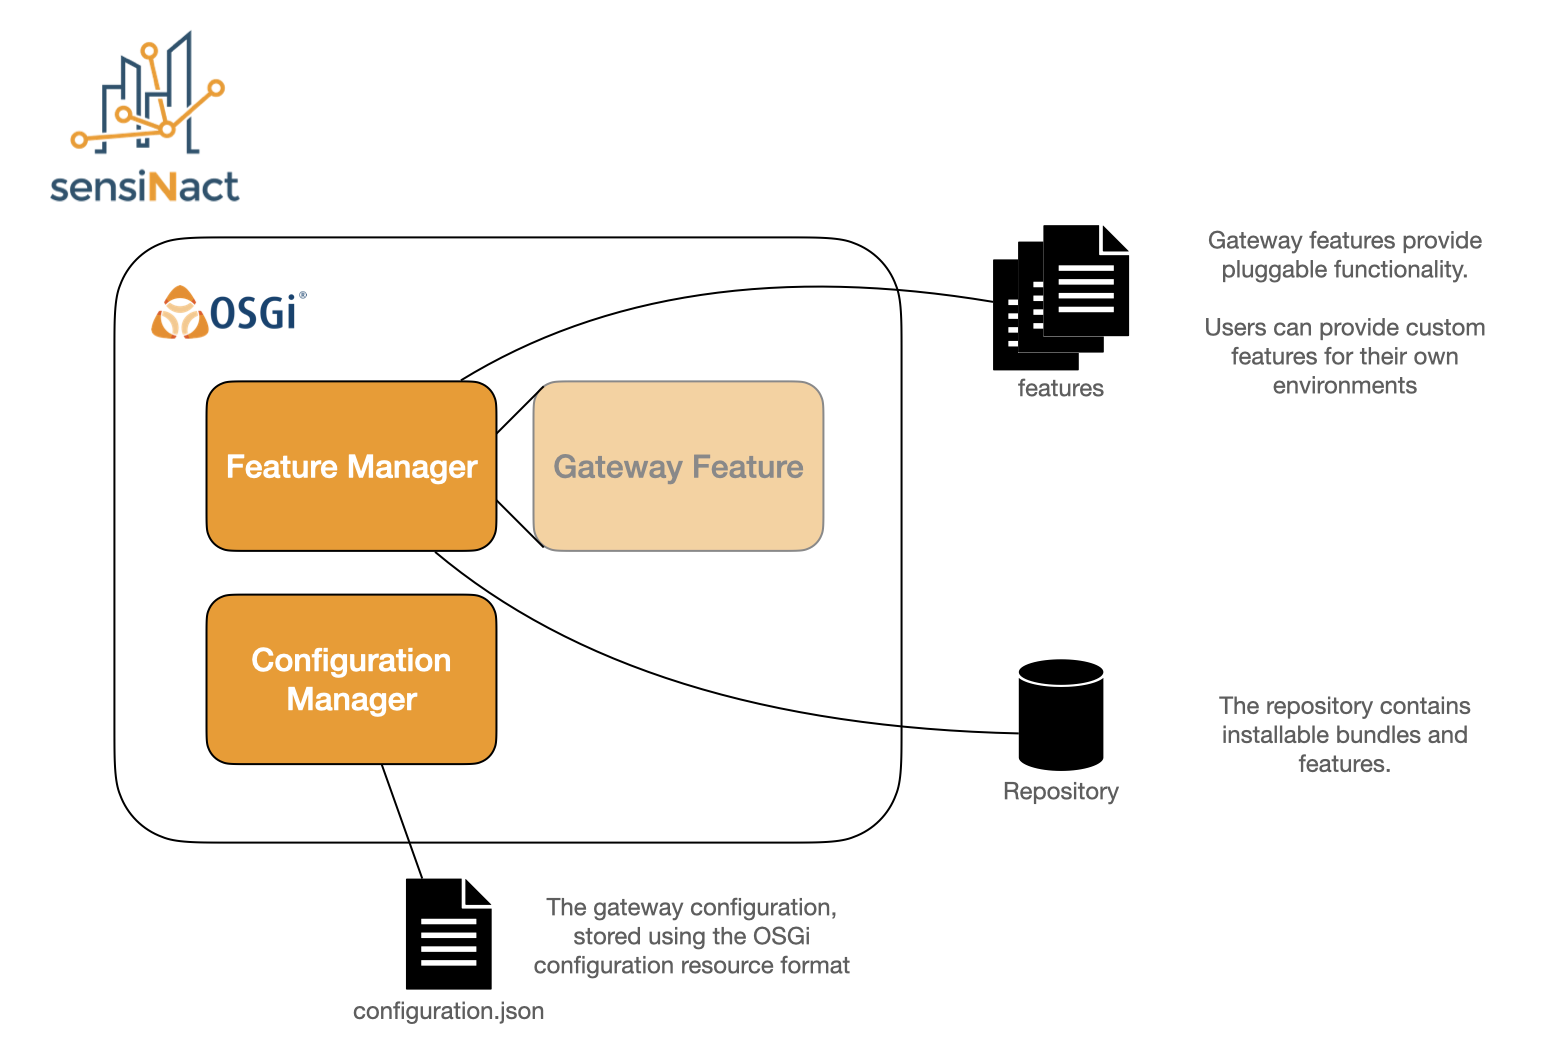 sensiNact
OSGi®
Feature Manager
Gateway Feature
Configuration
Manager
features
Gateway features provide
pluggable functionality.
Users can provide custom
features for their own
environments
Repository
The repository contains
installable bundles and
features.
configuration.json
The gateway configuration,
stored using the OSGi
configuration resource format